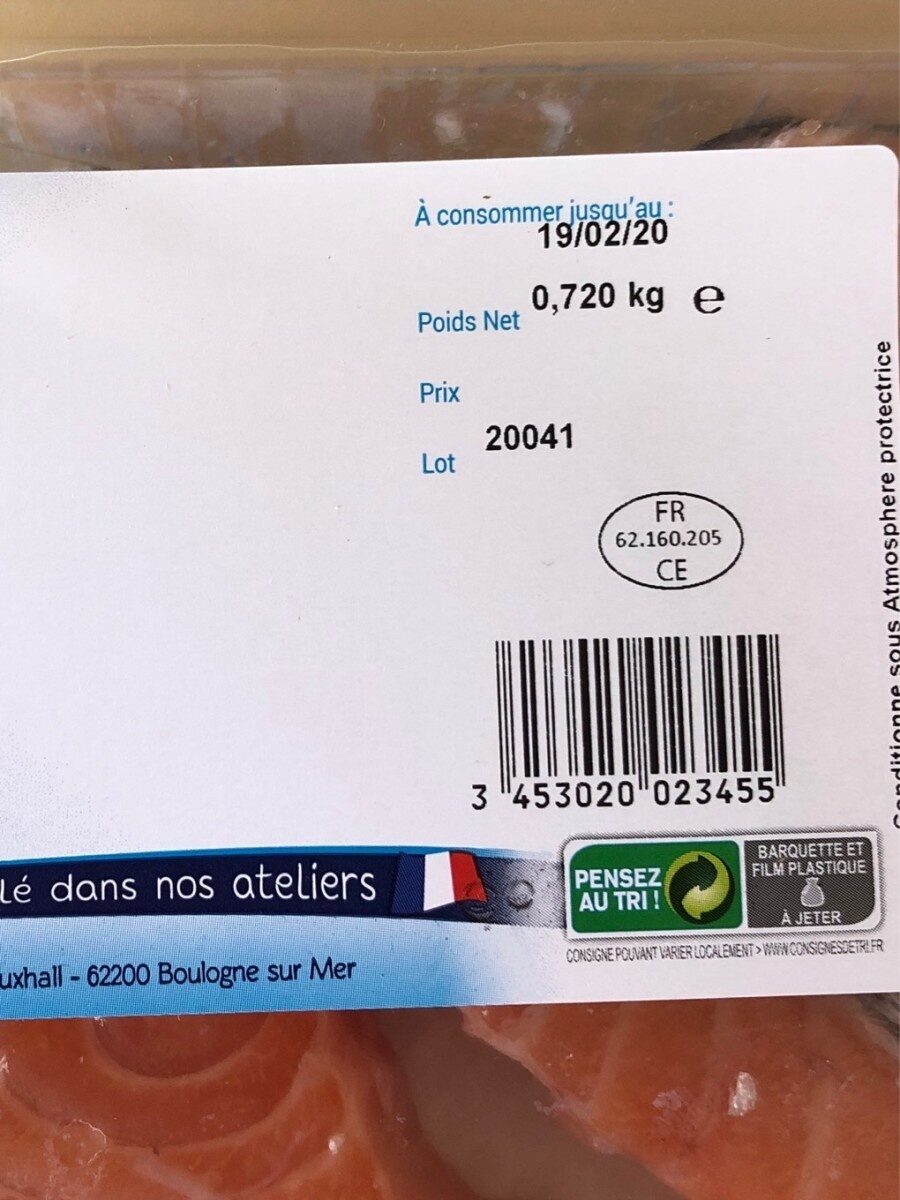 À consommer jusqu'au :
19/02/20
0,720 kg e
Poids Net
Prix
20041
Lot
FR
62.160.205
CE
3 453020 023455
Conditionne sous Atmosphere protectrice
lé dans nos ateliers
PENSEZ
AU TRI !
BARQUETTE ET
FILM PLASTIQUE
À JETER
CONSIGNE POUVANT VARIER LOCALEMENT > WWW.CONSIGNESDETRI.FR
uxhall - 62200 Boulogne sur Mer